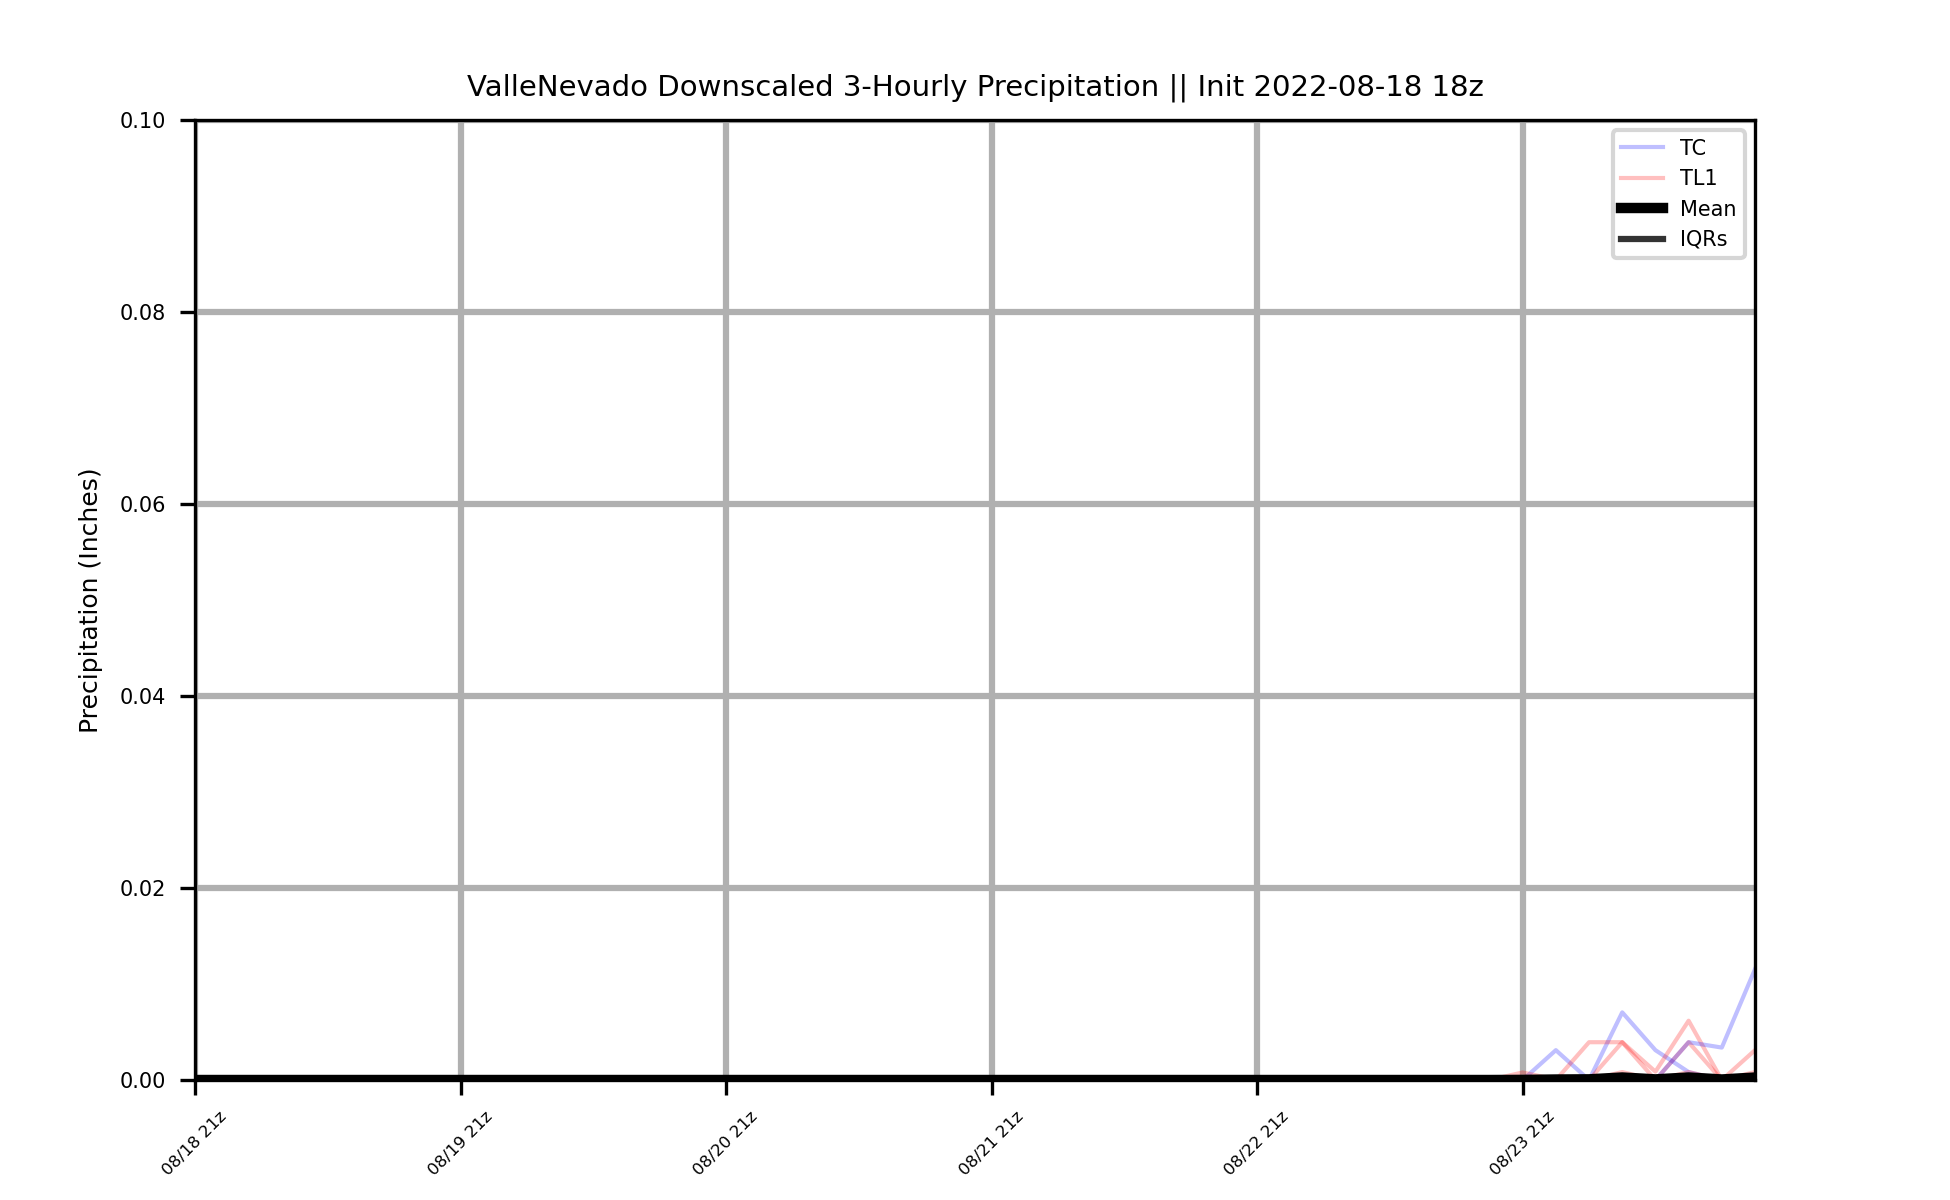 ValleNevado Downscaled 3-Hourly Precipitation || Init 2022-08-18 18z
Precipitation (Inches)
0.10
0.08
0.06
0.04
0.02
0.00
TC
TL1
Mean
IQRs
08/18 21z
08/19 21z
08/20 21z
08/21 21z
08/22 21z
08/23 21z